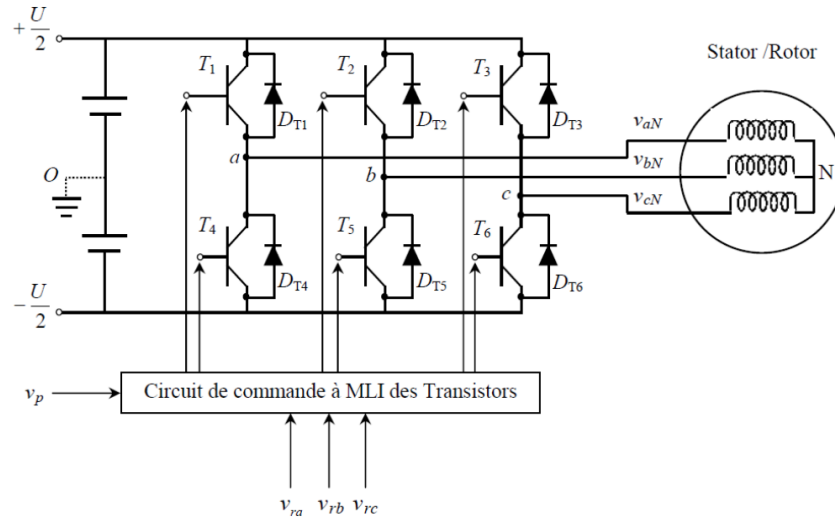 + U/2
T1
T2
T3
Stator /Rotor
DT1
DT2
DT3
vaN
a
vbN
N
O
b
c
vcN
T4
T5
T6
DT4
DT5
DT6
− U/2
Circuit de commande à MLI des Transistors
vp
vra
vrb
vrc